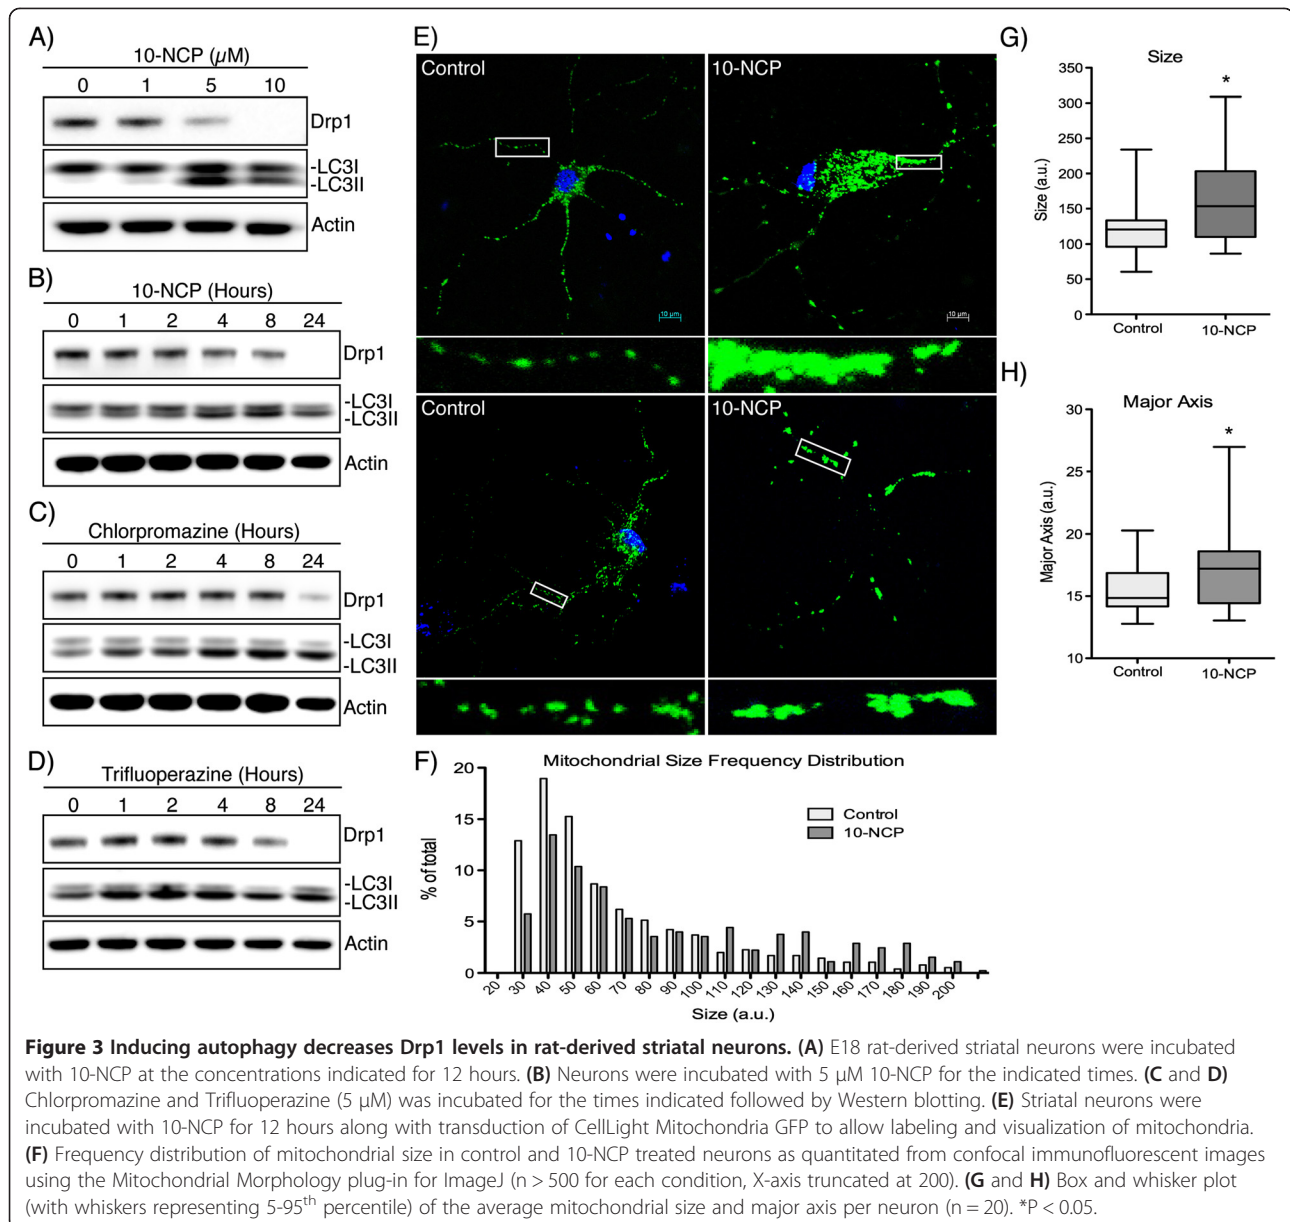 A)
10-NCP (µM)
0 1 5 10
Drp1
-LC3I
-LC3II
Actin
B)
10-NCP (Hours)
0 1 2 4 8 24
Drp1
-LC3I
-LC3II
Actin
C)
Chlorpromazine (Hours)
0 1 2 4 8 24
Drp1
-LC3I
-LC3II
Actin
D)
Trifluoperazine (Hours)
0 1 2 4 8 24
Drp1
-LC3I
-LC3II
Actin
E)
Control
10-NCP
10 µm
10 µm
Control
10-NCP
F)
Mitochondrial Size Frequency Distribution
Control
10-NCP
% of total
20
15
10
5
0
20 30 40 50 60 70 80 90 100 110 120 130 140 150 160 170 180 190 200
Size (a.u.)
G)
Size
*
Size (a.u.)
350
300
250
200
150
100
50
0
Control 10-NCP
H)
Major Axis
*
Major Axis (a.u.)
30
25
20
15
10
Control 10-NCP
Figure 3 Inducing autophagy decreases Drp1 levels in rat-derived striatal neurons. (A) E18 rat-derived striatal neurons were incubated
with 10-NCP at the concentrations indicated for 12 hours. (B) Neurons were incubated with 5 µM 10-NCP for the indicated times. (C and D)
Chlorpromazine and Trifluoperazine (5 µM) was incubated for the times indicated followed by Western blotting. (E) Striatal neurons were
incubated with 10-NCP for 12 hours along with transduction of CellLight Mitochondria GFP to allow labeling and visualization of mitochondria.
(F) Frequency distribution of mitochondrial size in control and 10-NCP treated neurons as quantitated from confocal immunofluorescent images
using the Mitochondrial Morphology plug-in for ImageJ (n > 500 for each condition, X-axis truncated at 200). (G and H) Box and whisker plot
(with whiskers representing 5-95th percentile) of the average mitochondrial size and major axis per neuron (n = 20). *P < 0.05.